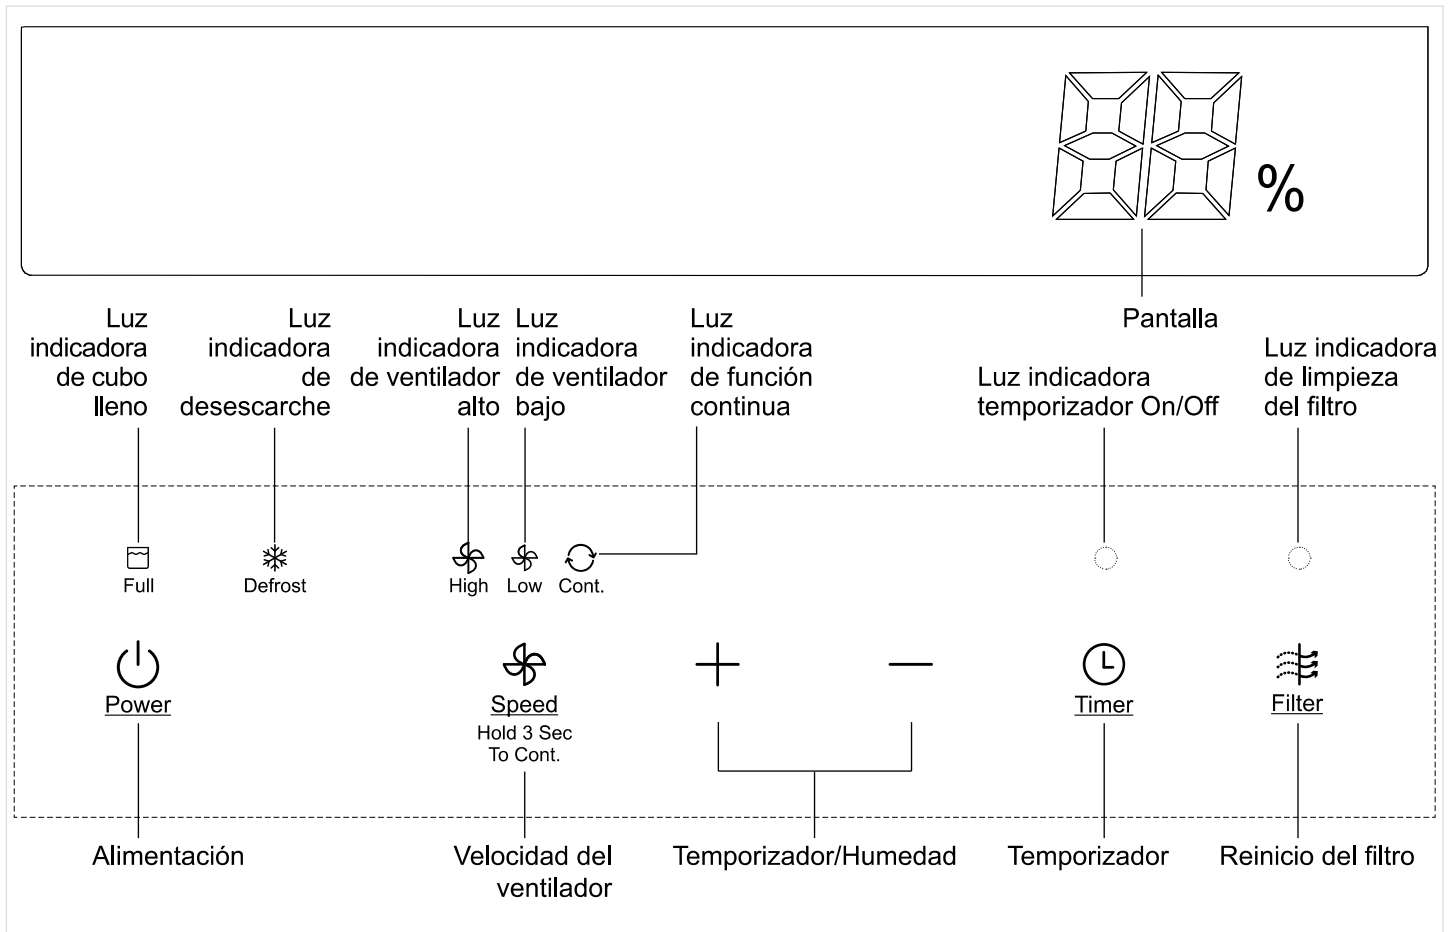 %
Pantalla
Luz
indicadora
de cubo
lleno
Luz
indicadora
de
desescarche
Luz
indicadora
de ventilador
alto
Luz
indicadora
de ventilador
bajo
Luz
indicadora
de función
continua
Luz indicadora
temporizador On/Off
Luz indicadora
de limpieza
del filtro
Full
Defrost
High
Low
Cont.
Power
Speed
Hold 3 Sec
To Cont.
Timer
Filter
Alimentación
Velocidad del
ventilador
Temporizador/Humedad
Temporizador
Reinicio del filtro